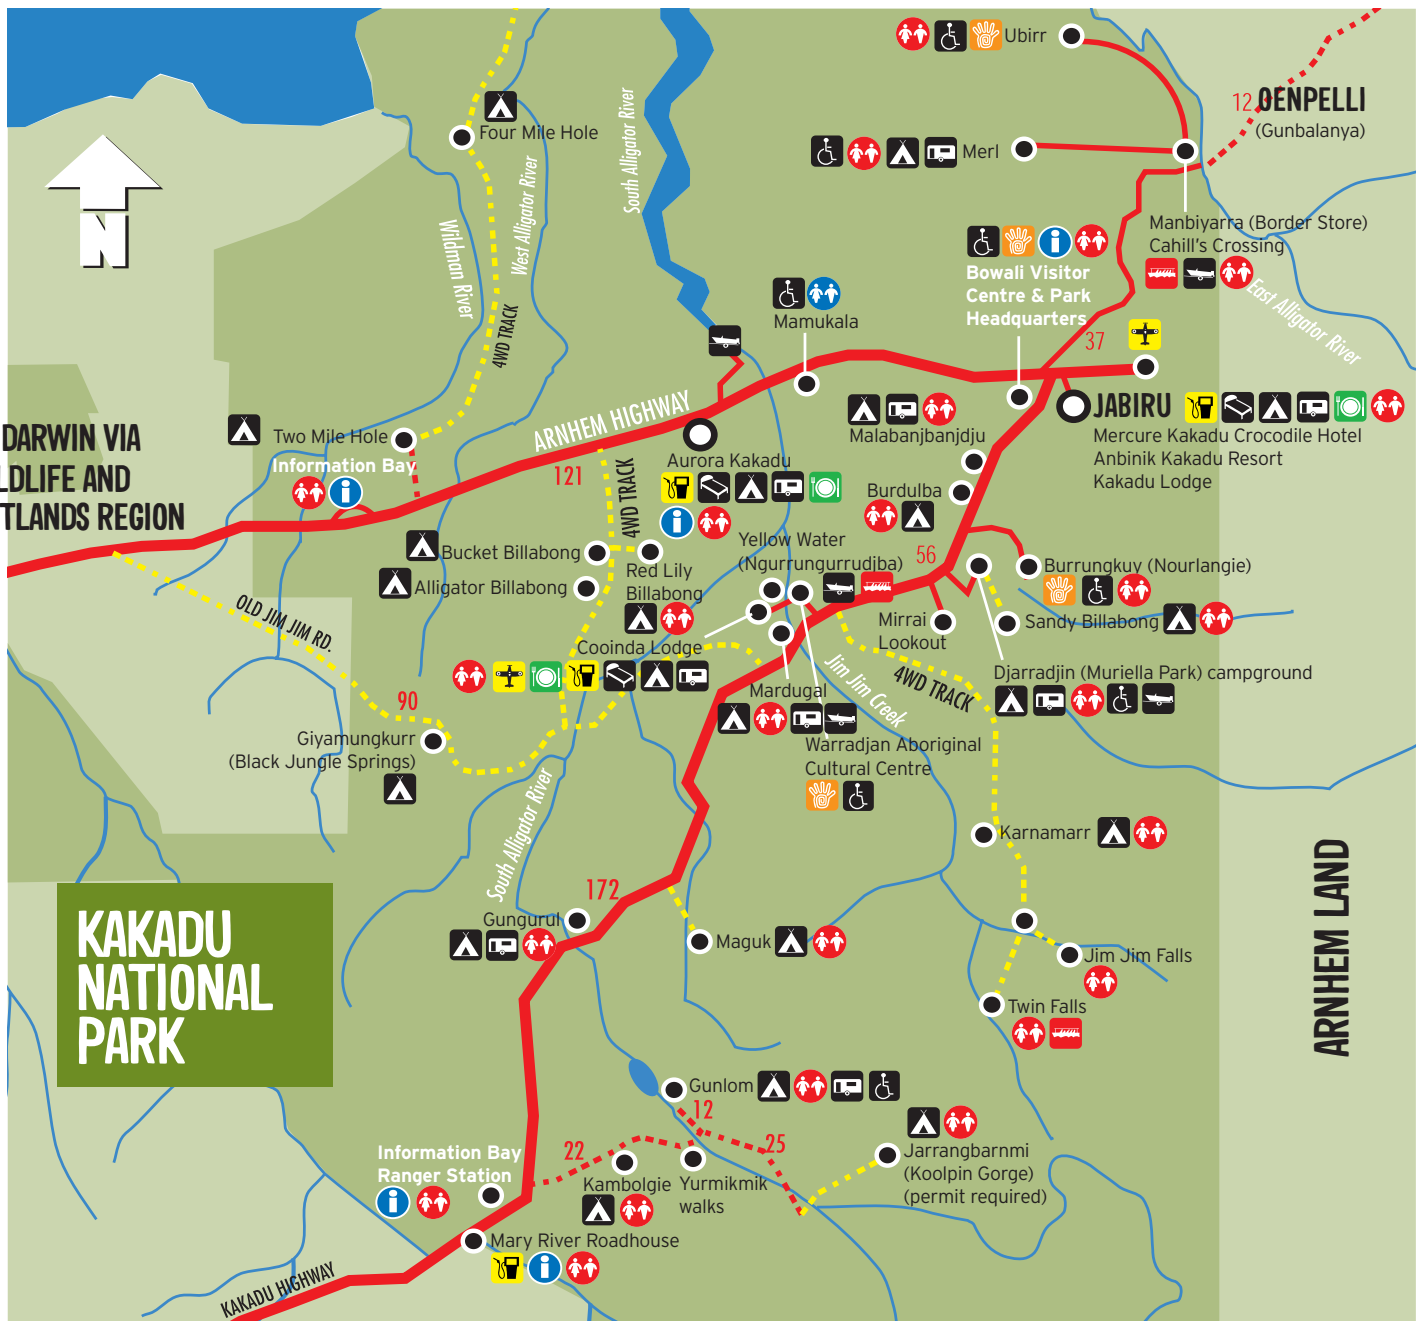 Ubirr
12
OENPELLI
(Gunbalanya)
Four Mile Hole
Merl
South Alligator River
West Alligator River
Wildman River
N
Manbiyarra (Border Store)
Cahill's Crossing
East Alligator River
Bowali Visitor
Centre & Park
Headquarters
Mamukala
37
4WD TRACK
JABIRU
Mercure Kakadu Crocodile Hotel
Anbinik Kakadu Resort
Kakadu Lodge
Malabanjbanjdju
ARNHEM HIGHWAY
121
DARWIN VIA
LDLIFE AND
TLANDS REGION
Two Mile Hole
Information Bay
i
Aurora Kakadu
i
4WD TRACK
Burdulba
Yellow Water
(Ngurrungurrudjba)
56
Bucket Billabong
Alligator Billabong
Red Lily
Billabong
Burrungkuy (Nourlangie)
Mirrai
Lookout
Sandy Billabong
OLD JIM JIM RD.
Cooinda Lodge
Jim Jim Creek
4WD TRACK
Djarradjin (Muriella Park) campground
90
Mardugal
Giyamungkurr
(Black Jungle Springs)
Warradjan Aboriginal
Cultural Centre
South Alligator River
Karnamarr
ARNHEM LAND
172
Gungurul
Maguk
KAKADU
NATIONAL
PARK
Jim Jim Falls
Twin Falls
Gunlom
12
25
22
Information Bay
Ranger Station
i
Kambolgie
Yurmikmik
walks
Jarrangbarnmi
(Koolpin Gorge)
(permit required)
Mary River Roadhouse
i
KAKADU HIGHWAY
i